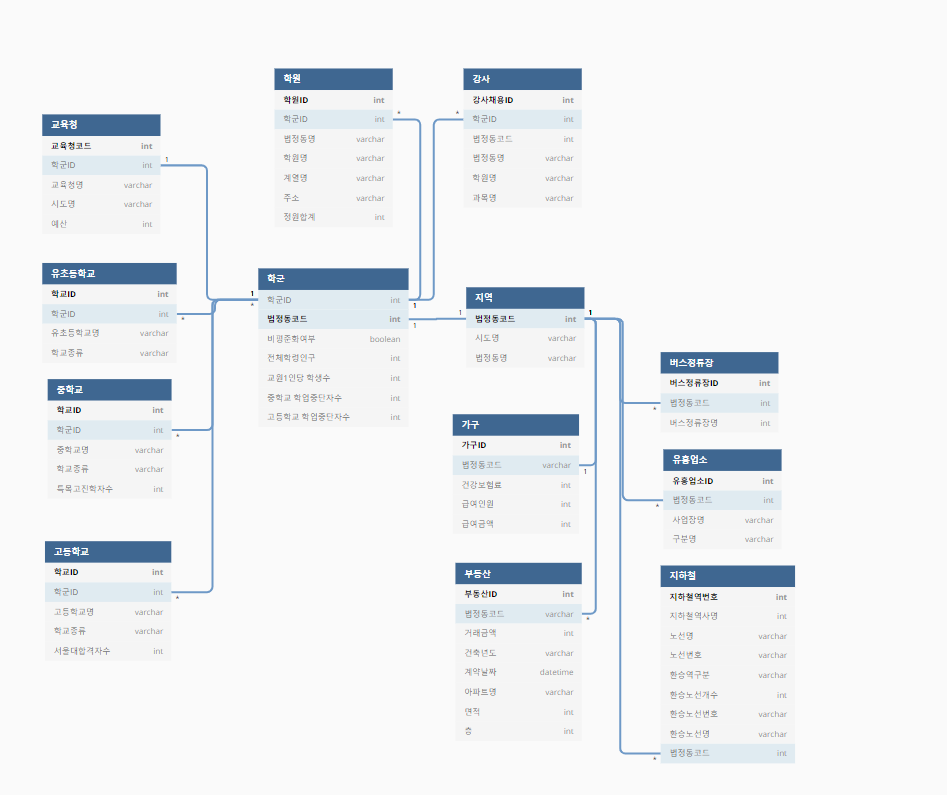 교육청
교육청코드 int
학군ID int
교육청명 varchar
시도명 varchar
예산 int
1
학원
학원ID int
학군ID int
법정동명 varchar
학원명 varchar
계열명 varchar
주소 varchar
정원합계 int
*
강사
강사채용ID int
학군ID int
법정동코드 int
법정동명 varchar
학원명 varchar
과목명 varchar
*
유초등학교
학교ID int
학군ID int
유초등학교명 varchar
학교종류 varchar
*
중학교
학교ID int
학군ID int
중학교명 varchar
학교종류 varchar
특목고진학자수 int
*
고등학교
학교ID int
학군ID int
고등학교명 varchar
학교종류 varchar
서울대합격자수 int
*
1
*
학군
학군ID int
법정동코드 int
비평준화여부 boolean
전체학령인구 int
교원1인당 학생수 int
중학교 학업중단자수 int
고등학교 학업중단자수 int
1
1
1
지역
법정동코드 int
시도명 varchar
법정동명 varchar
1
가구
가구ID int
법정동코드 varchar
건강보험료 int
급여인원 int
급여금액 int
1
부동산
부동산ID int
법정동코드 varchar
거래금액 int
건축년도 varchar
계약날짜 datetime
아파트명 varchar
면적 int
층 int
*
버스정류장
버스정류장ID int
법정동코드 int
버스정류장명 int
*
유흥업소
유흥업소ID int
법정동코드 int
사업장명 varchar
구분명 varchar
*
지하철
지하철역번호 int
지하철역사명 int
노선명 varchar
노선번호 varchar
환승역구분 varchar
환승노선개수 int
환승노선번호 varchar
환승노선명 varchar
법정동코드 int
*